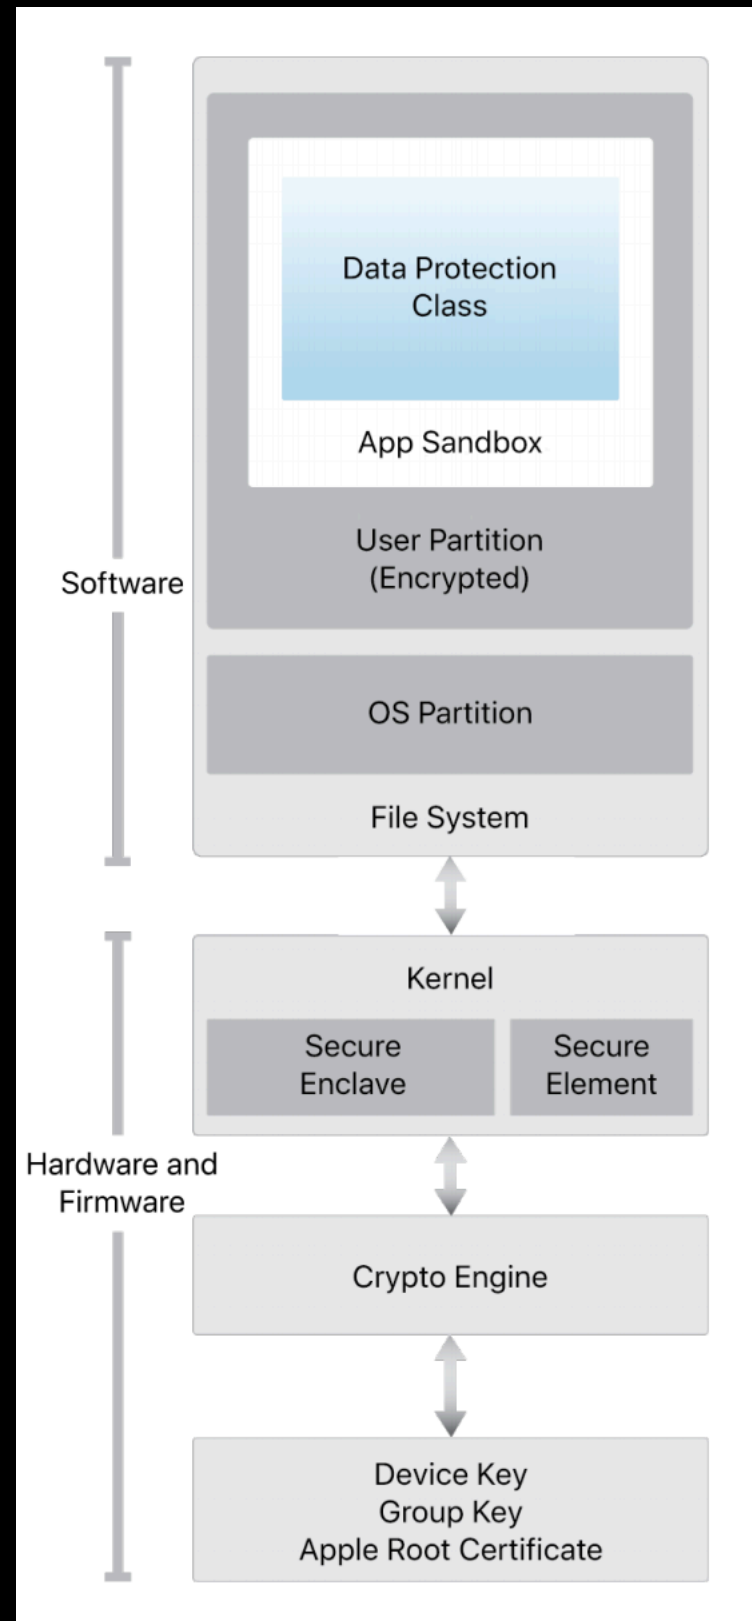 Data Protection
Class
App Sandbox
User Partition
(Encrypted)
Software
OS Partition
File System
Kernel
Secure
Enclave
Secure
Element
Hardware and
Firmware
Crypto Engine
Device Key
Group Key
Apple Root Certificate